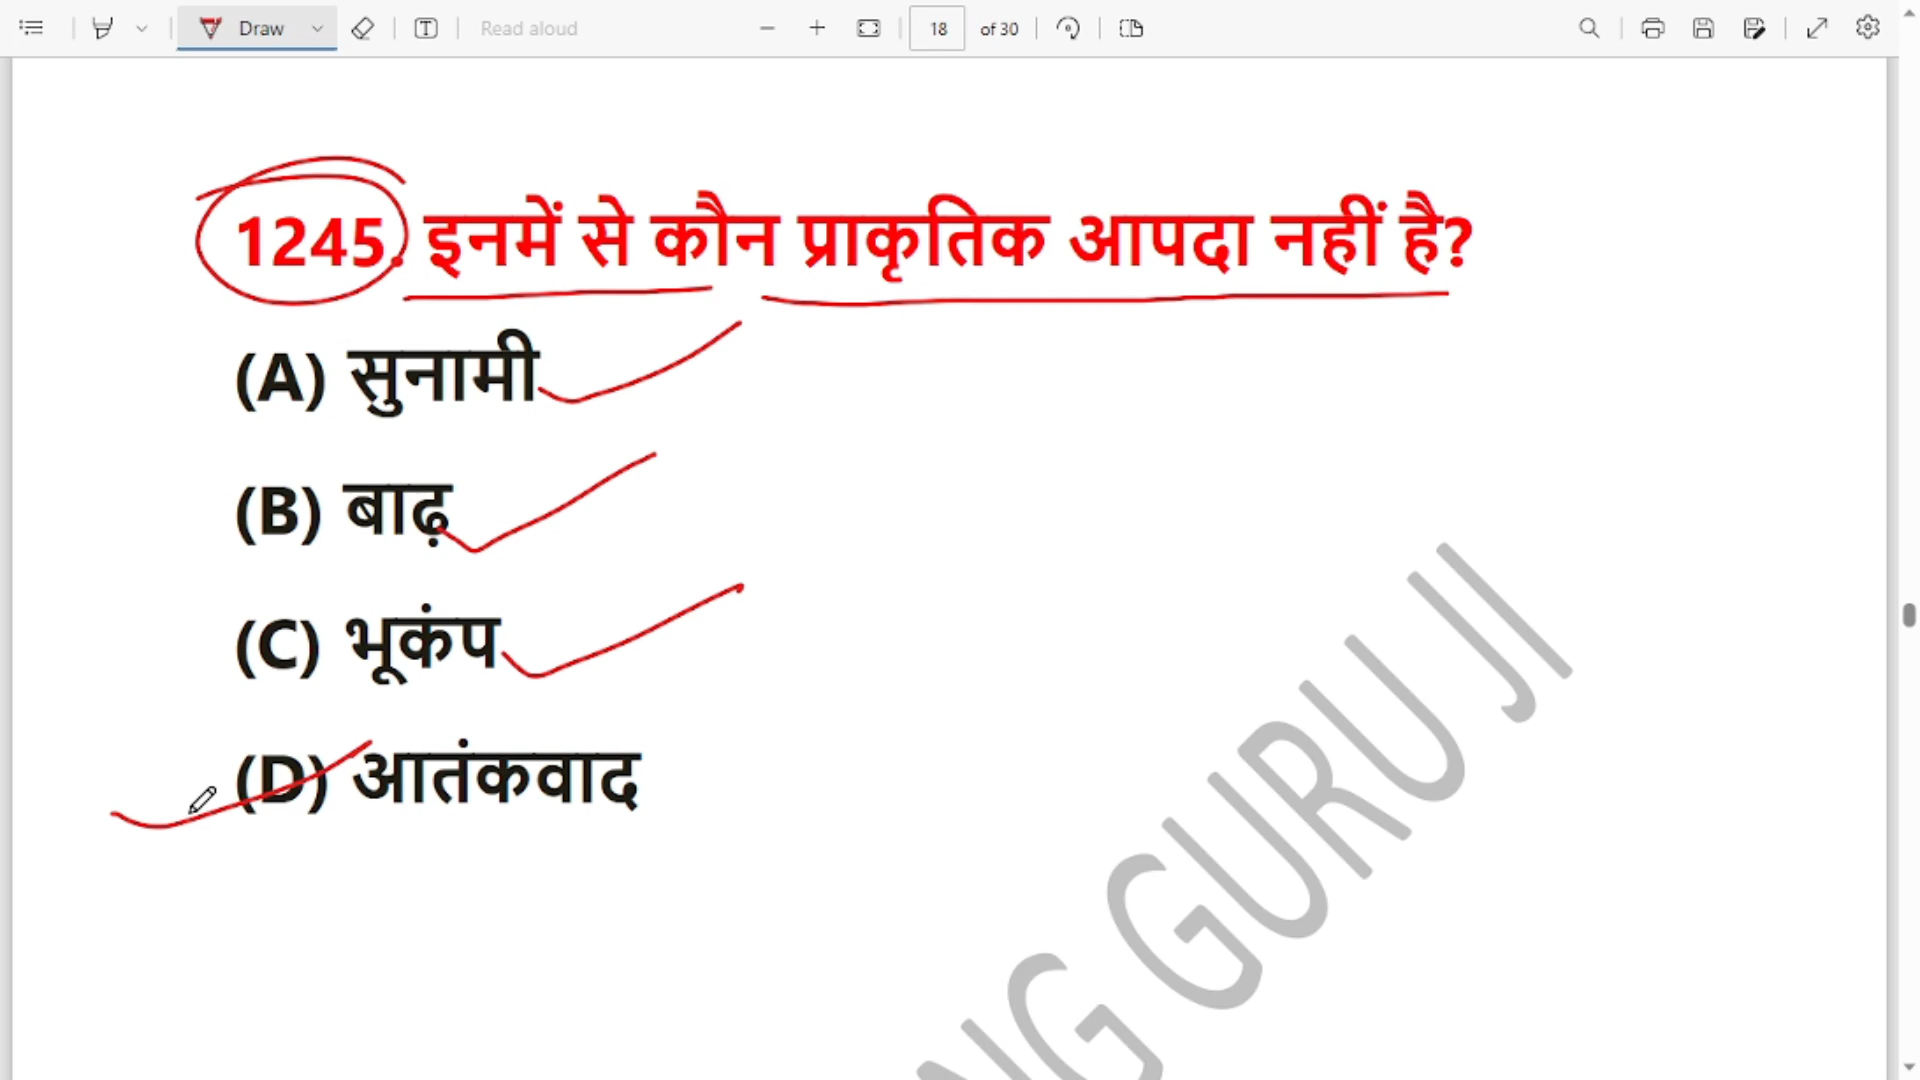 Draw
Read aloud
18 of 30
1245. इनमें से कौन प्राकृतिक आपदा नहीं है?
(A) सुनामी
(B) बाढ़
(C) भूकंप
(D) आतंकवाद
NG GURU JI